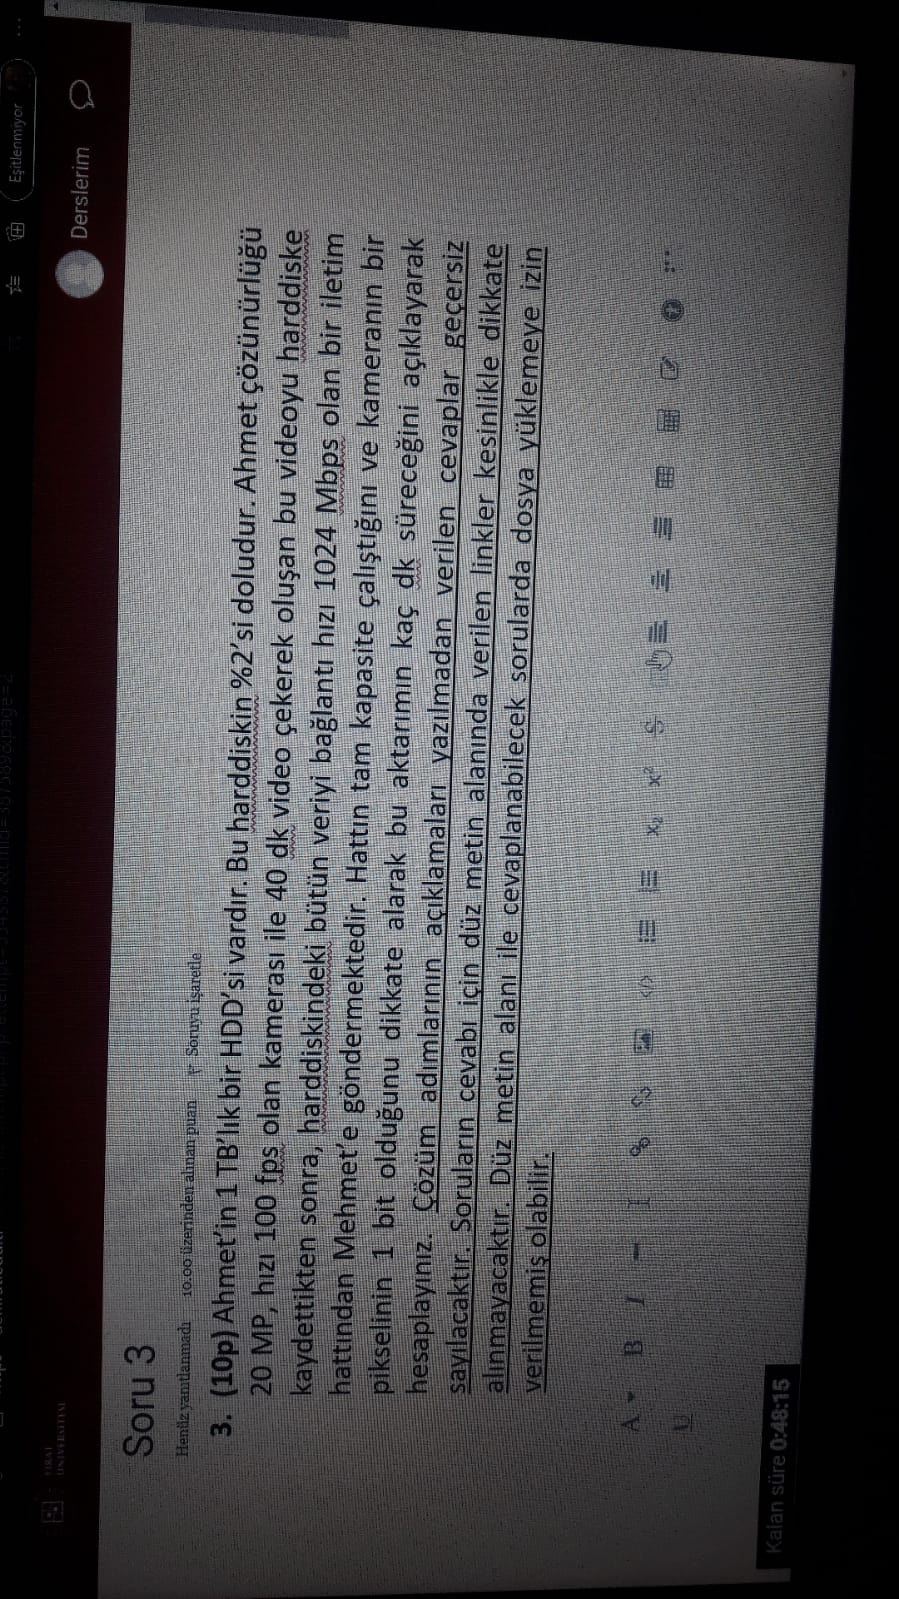 Eşitlenmiyor
FIRAT
ÜNİVERSİTESİ
Derslerim
Soru 3
Henüz yanıtlanmadı 10.00 üzerinden alınan puan Soruyu işaretle
3. (10p) Ahmet'in 1 TB'lık bir HDD'si vardır. Bu harddiskin %2'si doludur. Ahmet çözünürlüğü
20 MP, hızı 100 fps olan kamerası ile 40 dk video çekerek oluşan bu videoyu harddiske
kaydettikten sonra, harddiskindeki bütün veriyi bağlantı hızı 1024 Mbps olan bir iletim
hattından Mehmet'e göndermektedir. Hattın tam kapasite çalıştığını ve kameranın bir
pikselinin 1 bit olduğunu dikkate alarak bu aktarımın kaç dk süreceğini açıklayarak
hesaplayınız. Çözüm adımlarının açıklamaları yazılmadan verilen cevaplar geçersiz
sayılacaktır. Soruların cevabı için düz metin alanında verilen linkler kesinlikle dikkate
alınmayacaktır. Düz metin alanı ile cevaplanabilecek sorularda dosya yüklemeye izin
verilmemiş olabilir.
Kalan süre 0:48:15